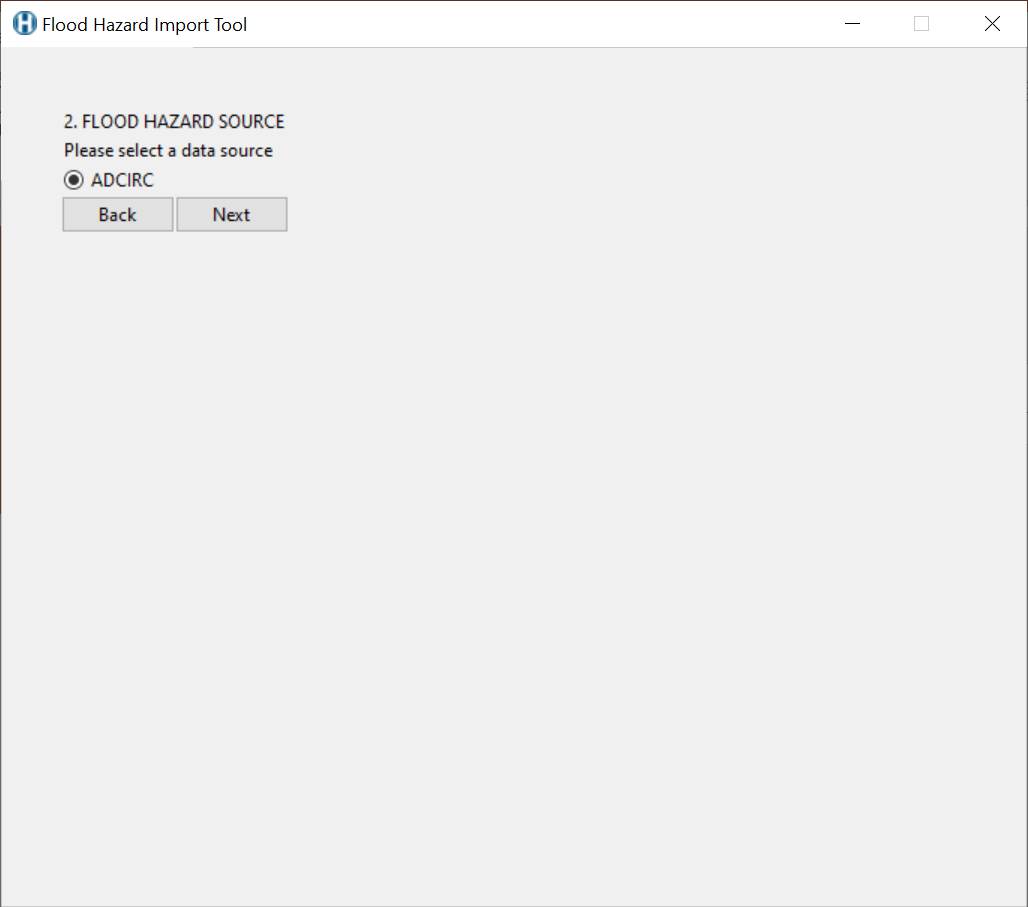 Flood Hazard Import Tool
2. FLOOD HAZARD SOURCE
Please select a data source
ADCIRC
Back Next